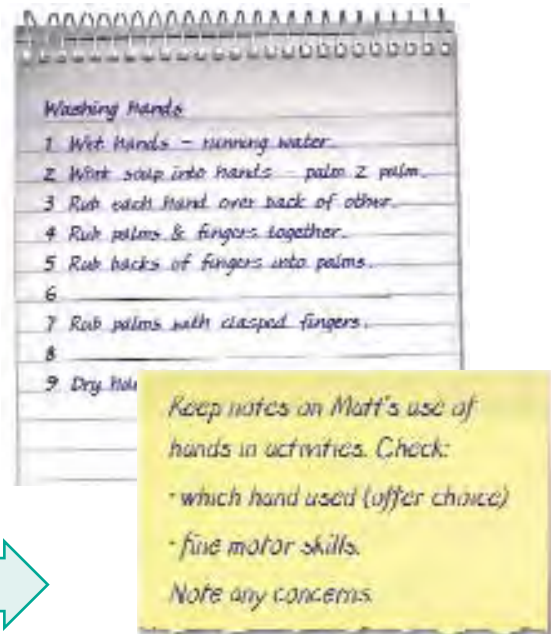 Washing Hands
1 Wet hands – running water.
2 Work soap into hands – palm 2 palm.
3 Rub each hand over back of other.
4 Rub palms & fingers together.
5 Rub backs of fingers into palms.
6
7 Rub palms with clasped fingers.
8
9 Dry
Keep notes on Matt's use of
hands in activities. Check:
· which hand used (offer choice)
· fine motor skills.
Note any concerns.